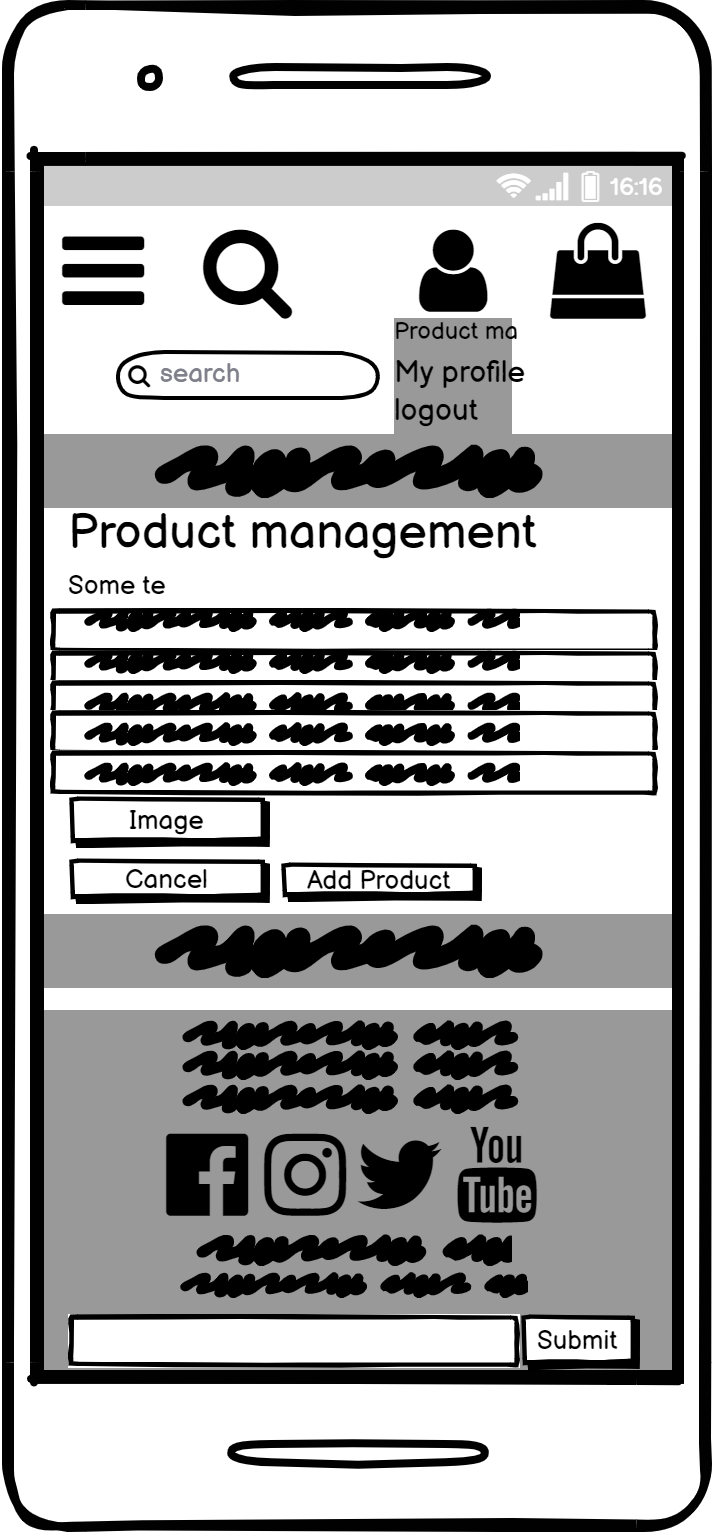 16:16
Product ma
search
My profile
logout
Product management
Some te
Image
Cancel
Add Product
You
Tube
Submit